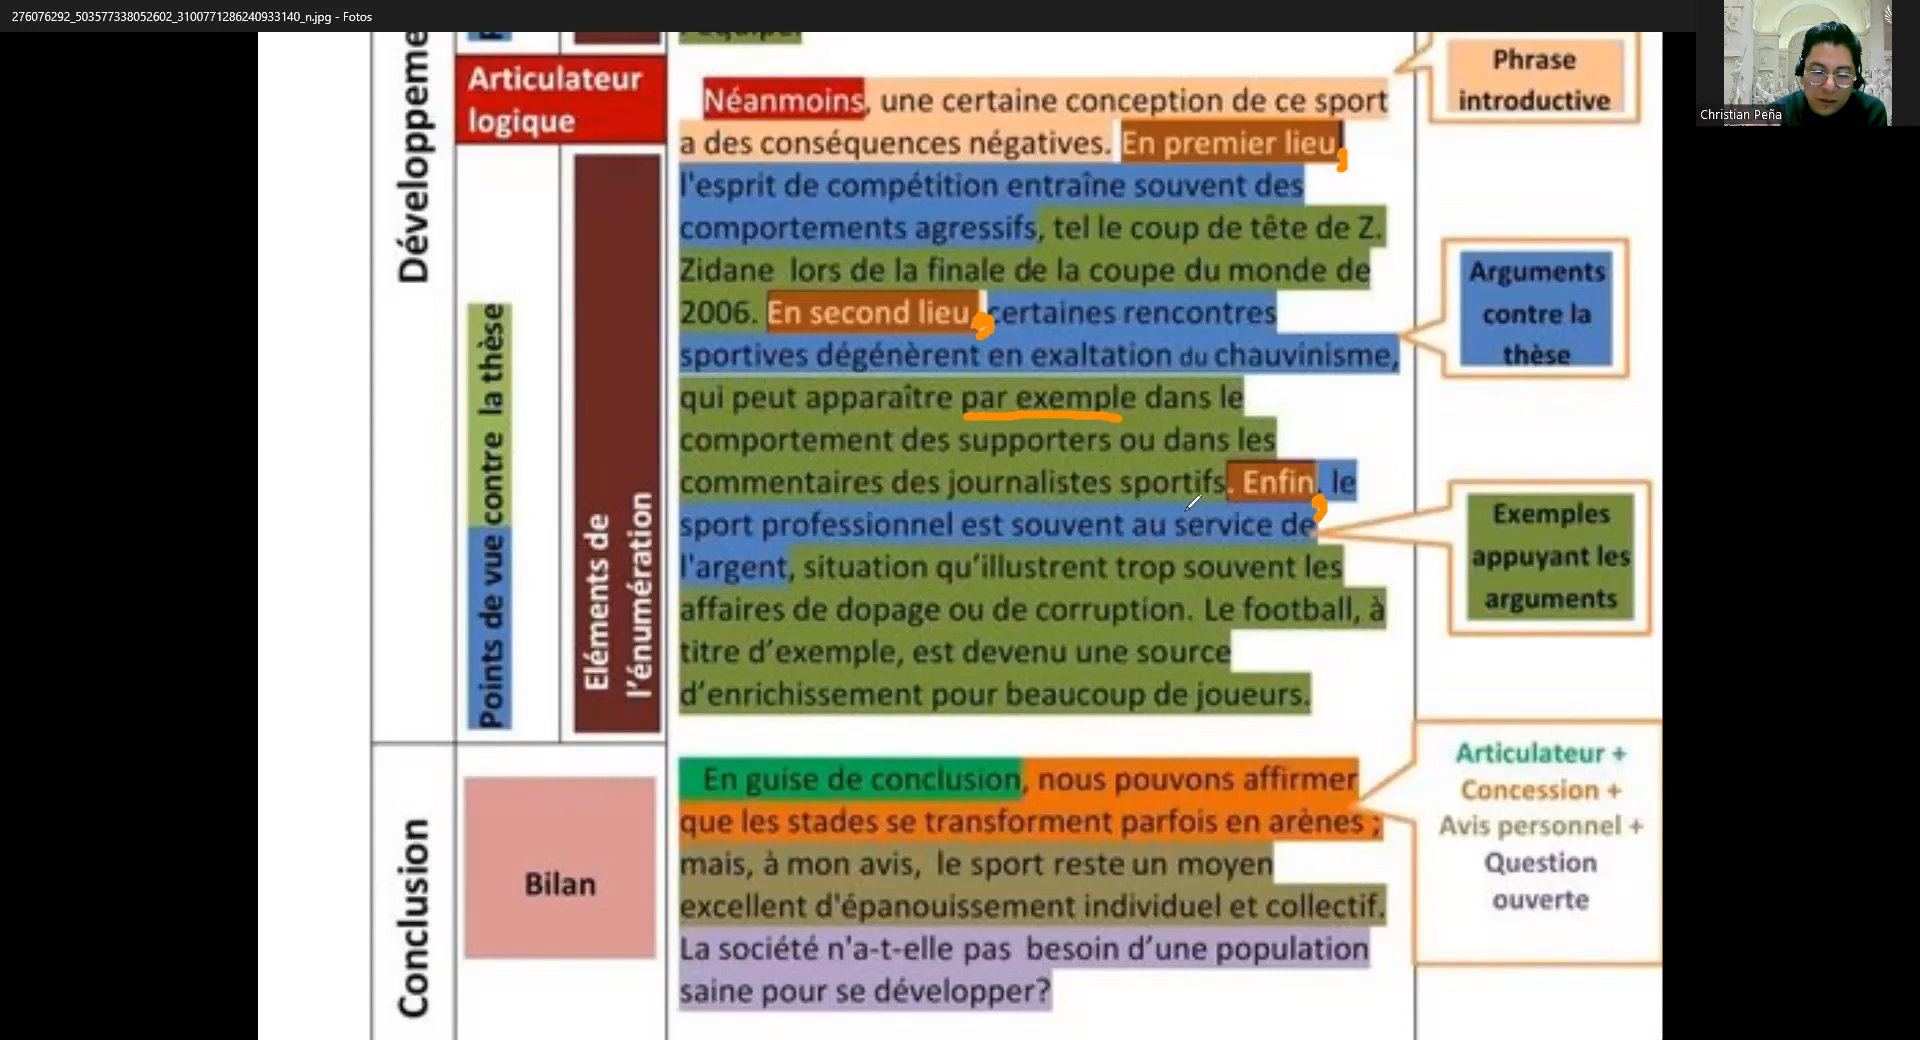 276076292_503577338052602_3100771286240933140_n.jpg - Fotos
Christian Peña
Développeme
Articulateur
logique
Points de vue contre la thèse
Eléments de
l'énumération
l'équipe.
Néanmoins, une certaine conception de ce sport
a des conséquences négatives. En premier lieu,
l'esprit de compétition entraîne souvent des
comportements agressifs, tel le coup de tête de Z.
Zidane lors de la finale de la coupe du monde de
2006. En second lieu, certaines rencontres
sportives dégénèrent en exaltation du chauvinisme,
qui peut apparaître par exemple dans le
comportement des supporters ou dans les
commentaires des journalistes sportifs. Enfin, le
sport professionnel est souvent au service de
l'argent, situation qu'illustrent trop souvent les
affaires de dopage ou de corruption. Le football, à
titre d'exemple, est devenu une source
d'enrichissement pour beaucoup de joueurs.
Phrase
introductive
Arguments
contre la
thèse
Exemples
appuyant les
arguments
Conclusion
Bilan
En guise de conclusion, nous pouvons affirmer
que les stades se transforment parfois en arènes ;
mais, à mon avis, le sport reste un moyen
excellent d'épanouissement individuel et collectif.
La société n'a-t-elle pas besoin d'une population
saine pour se développer?
Articulateur +
Concession +
Avis personnel +
Question
ouverte